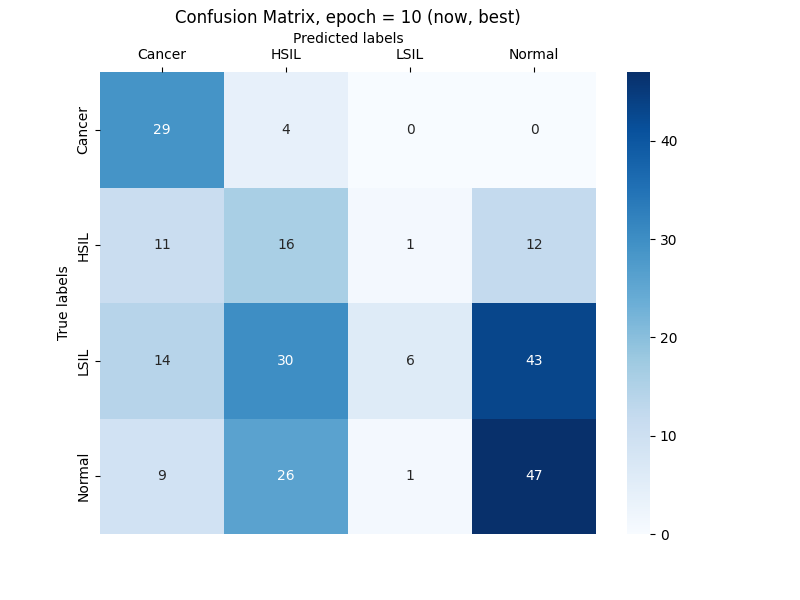 Confusion Matrix, epoch = 10 (now, best)
Predicted labels
Cancer HSIL LSIL Normal
True labels
Cancer 29 4 0 0
HSIL 11 16 1 12
LSIL 14 30 6 43
Normal 9 26 1 47
40
30
20
10
0